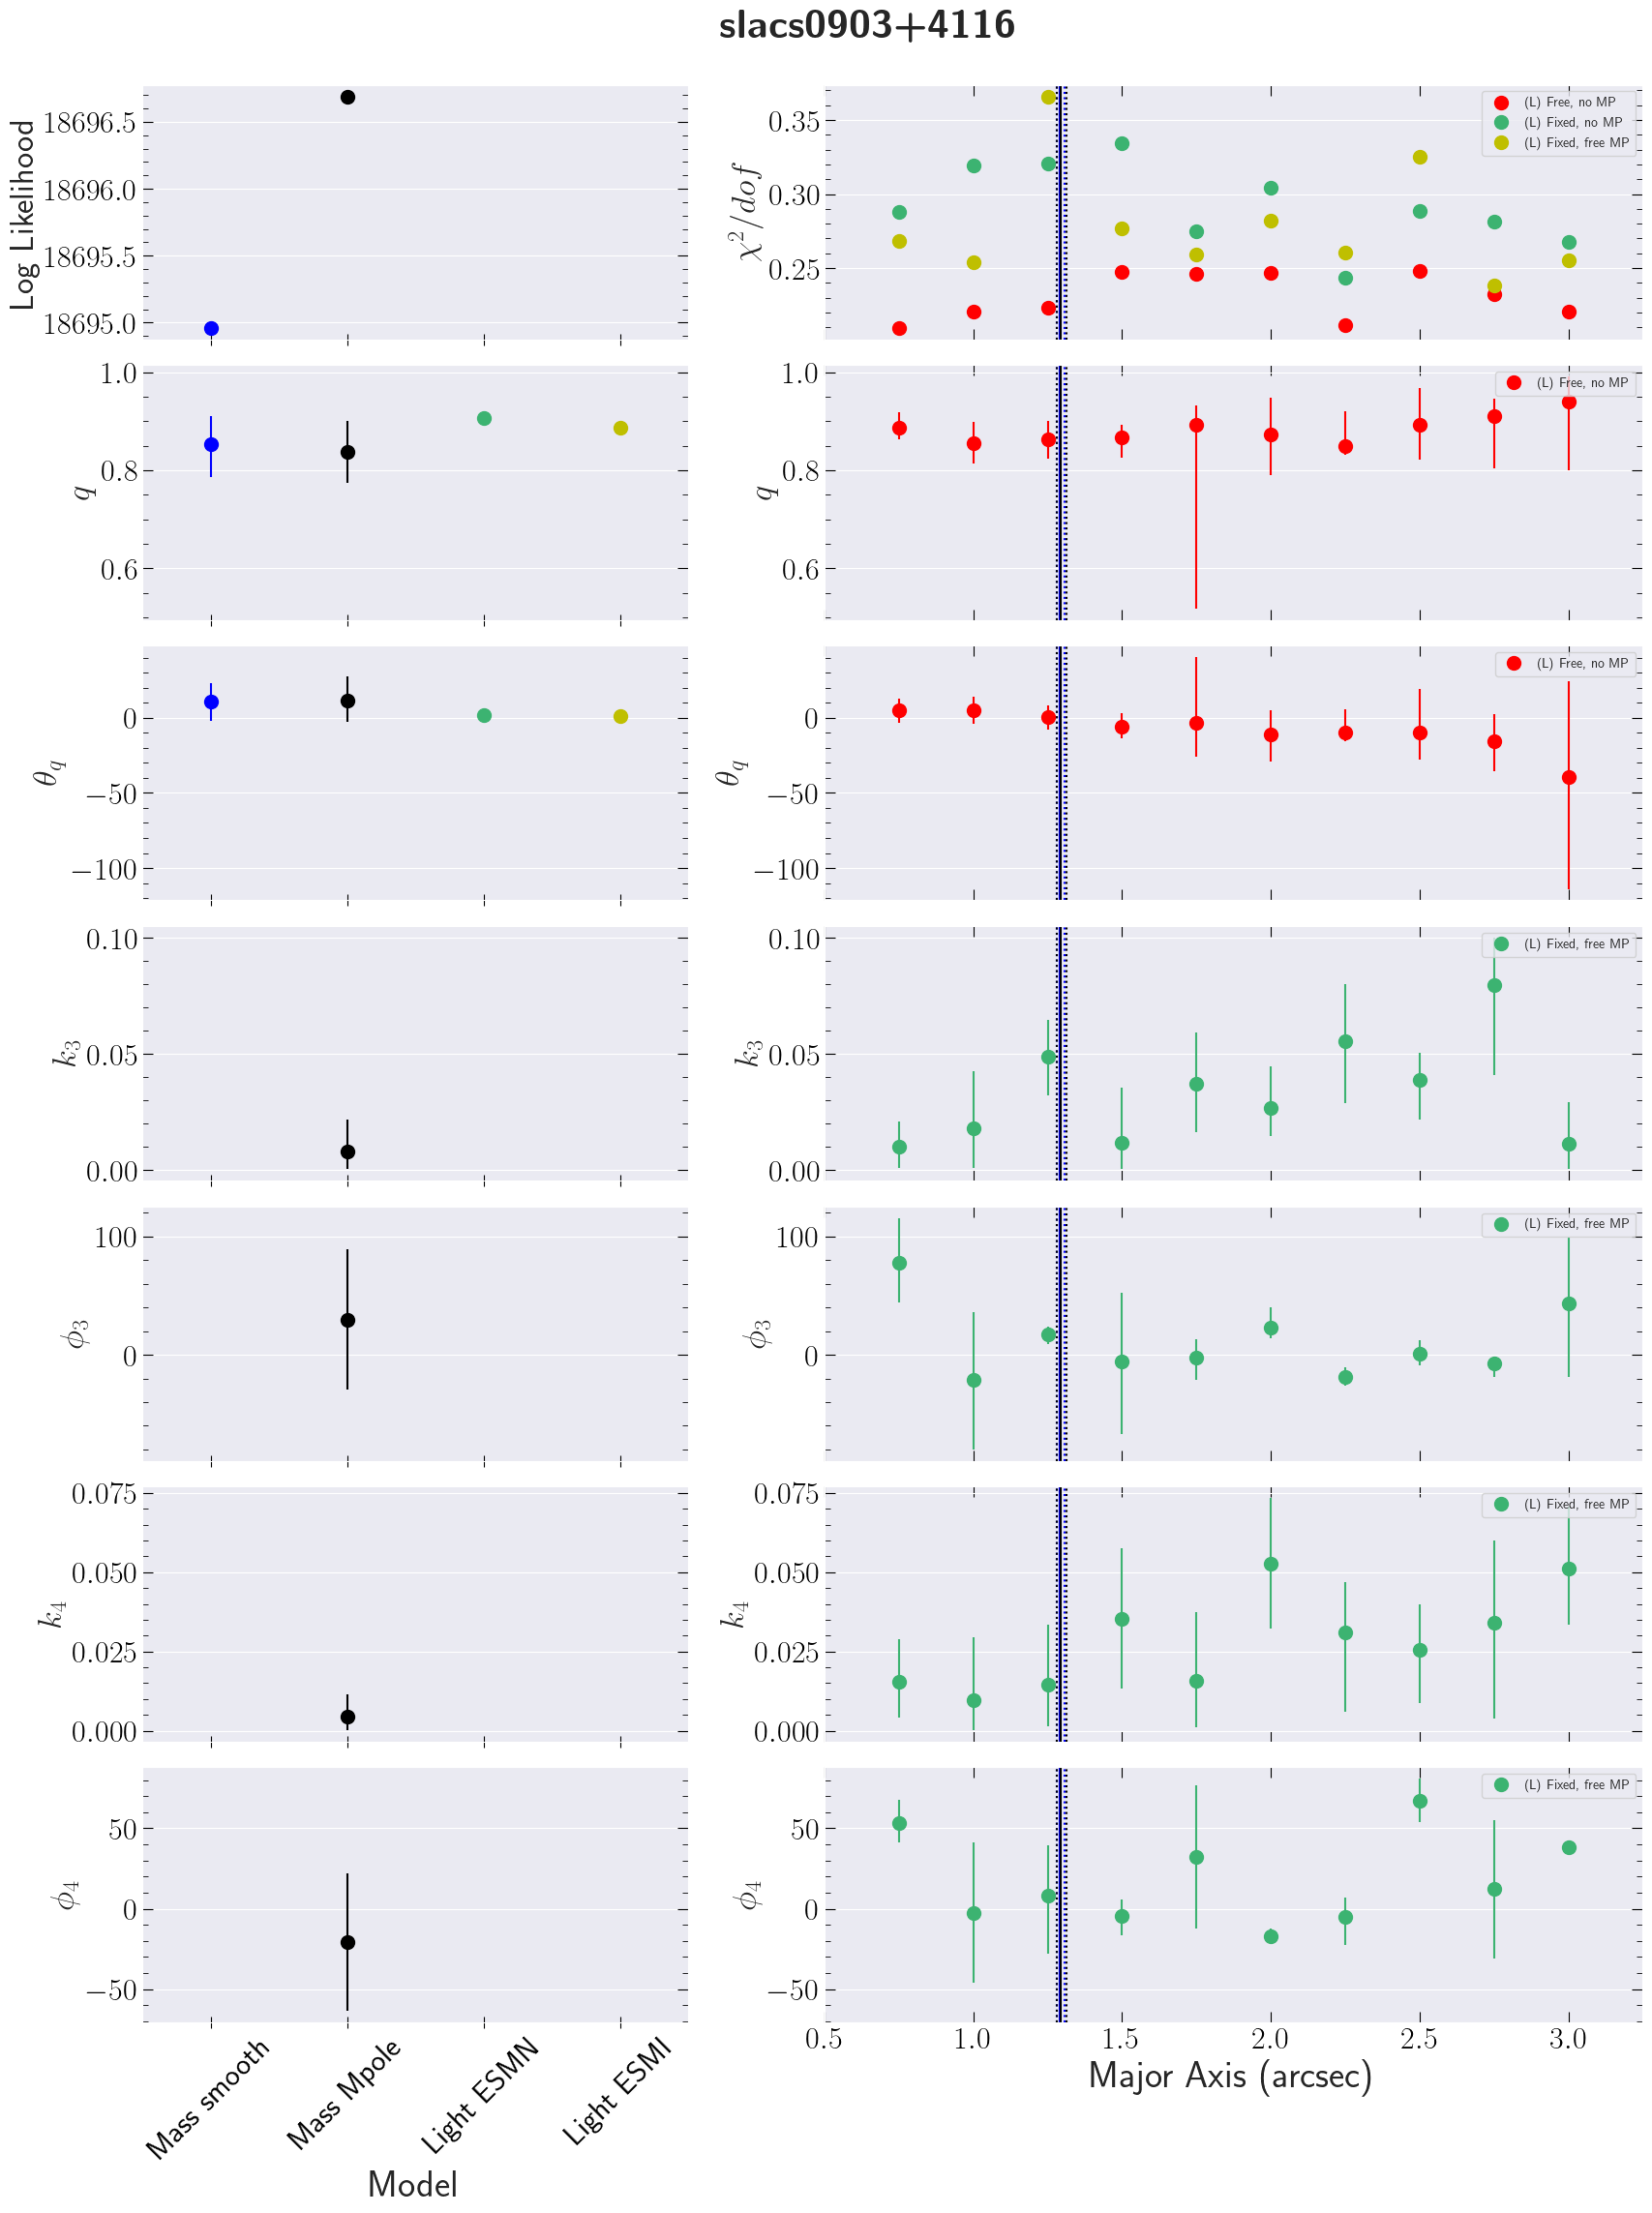 slacs0903+4116
Log Likelihood
18696.5
18696.0
18695.5
18695.0
χ²/dof
0.35
0.30
0.25
(L) Free, no MP
(L) Fixed, no MP
(L) Fixed, free MP
q
1.0
0.8
0.6
q
1.0
0.8
0.6
(L) Free, no MP
θ_q
0
−50
−100
θ_q
0
−50
−100
(L) Free, no MP
k₃
0.10
0.05
0.00
k₃
0.10
0.05
0.00
(L) Fixed, free MP
ϕ₃
100
0
ϕ₃
100
0
(L) Fixed, free MP
k₄
0.075
0.050
0.025
0.000
k₄
0.075
0.050
0.025
0.000
(L) Fixed, free MP
ϕ₄
50
0
−50
ϕ₄
50
0
−50
(L) Fixed, free MP
Mass smooth
Mass Mpole
Light ESMN
Light ESMI
Model
0.5 1.0 1.5 2.0 2.5 3.0
Major Axis (arcsec)